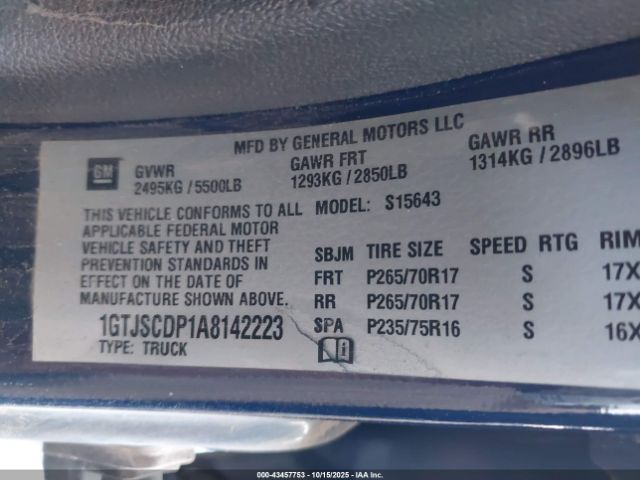 MFD BY GENERAL MOTORS LLC
GM GVWR GAWR FRT GAWR RR
2495KG / 5500LB 1293KG / 2850LB 1314KG / 2896LB
THIS VEHICLE CONFORMS TO ALL MODEL: S15643
APPLICABLE FEDERAL MOTOR
VEHICLE SAFETY AND THEFT
PREVENTION STANDARDS IN
EFFECT ON THE DATE OF
MANUFACTURE SHOWN ABOVE.
SBJM TIRE SIZE SPEED RTG RIM
FRT P265/70R17 S 17X
RR P265/70R17 S 17X
SPA P235/75R16 S 16X
1GTJSCDP1A8142223
TYPE: TRUCK
000-43457753 | 10/15/2025 | IAA Inc.